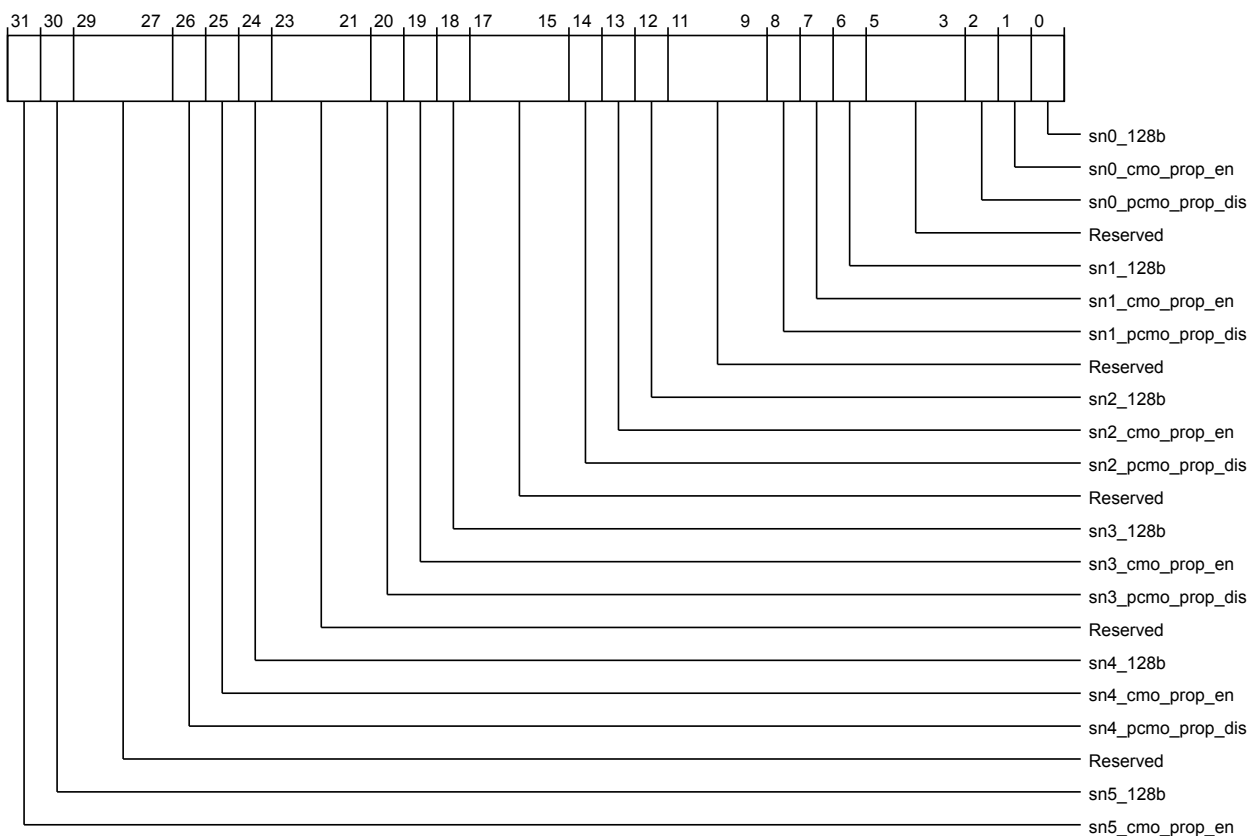 31 30 29 27 26 25 24 23 21 20 19 18 17 15 14 13 12 11 9 8 7 6 5 3 2 1 0
sn0_128b
sn0_cmo_prop_en
sn0_pcmo_prop_dis
Reserved
sn1_128b
sn1_cmo_prop_en
sn1_pcmo_prop_dis
Reserved
sn2_128b
sn2_cmo_prop_en
sn2_pcmo_prop_dis
Reserved
sn3_128b
sn3_cmo_prop_en
sn3_pcmo_prop_dis
Reserved
sn4_128b
sn4_cmo_prop_en
sn4_pcmo_prop_dis
Reserved
sn5_128b
sn5_cmo_prop_en